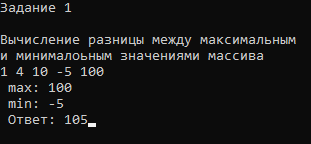 Задание 1
Вычисление разницы между максимальным
и минимальным значениями массива
1 4 10 -5 100
max: 100
min: -5
Ответ: 105